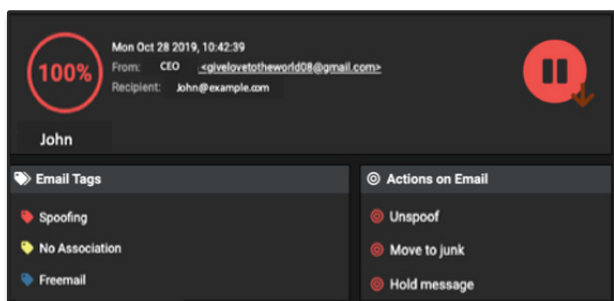 100%
Mon Oct 28 2019, 10:42:39
From: CEO <givelovetotheworld08@gmail.com>
Recipient: John@example.com
John
Email Tags
Spoofing
No Association
Freemail
Actions on Email
Unspoof
Move to junk
Hold message